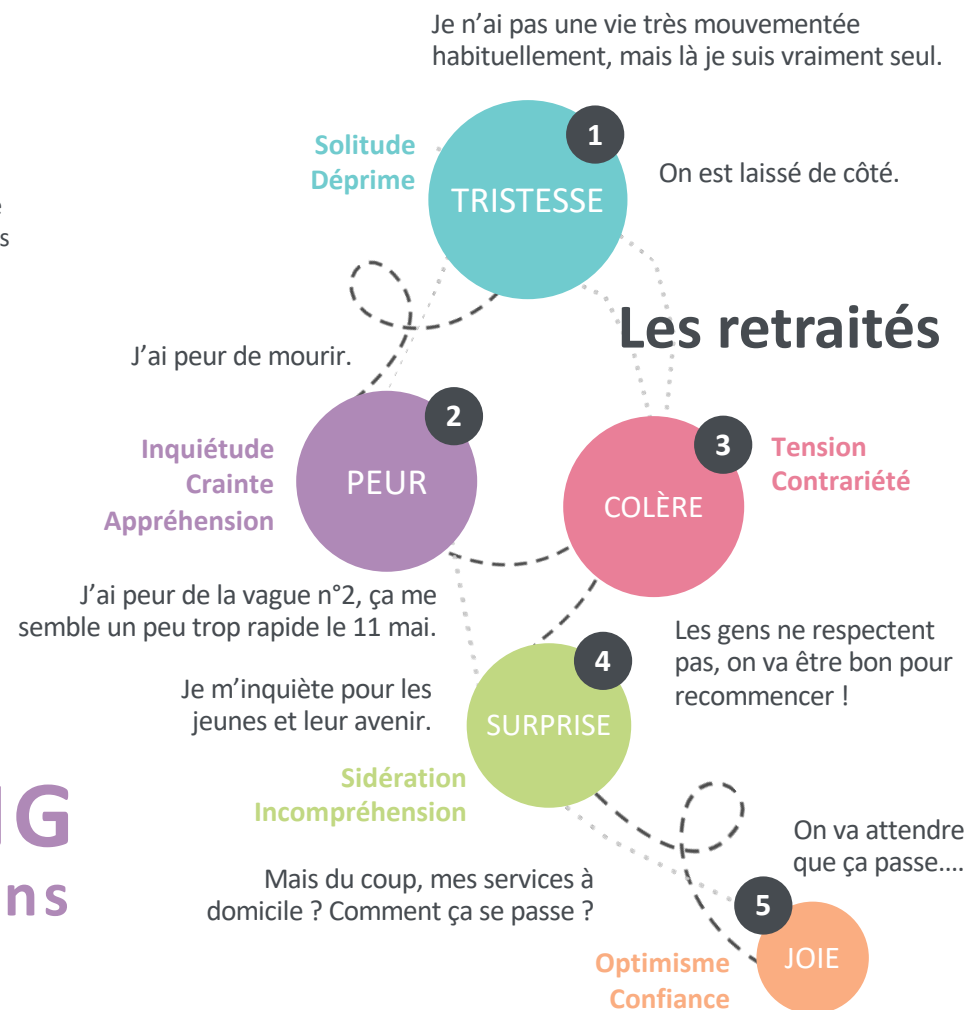 Je n’ai pas une vie très mouvementée
habituellement, mais là je suis vraiment seul.
1
Solitude
Déprime
TRISTESSE
On est laissé de côté.
Les retraités
J’ai peur de mourir.
2
Inquiétude
Crainte
Appréhension
PEUR
3
Tension
Contrariété
COLÈRE
J’ai peur de la vague n°2, ça me
semble un peu trop rapide le 11 mai.
Je m’inquiète pour les
jeunes et leur avenir.
Les gens ne respectent
pas, on va être bon pour
recommencer !
4
SURPRISE
Sidération
Incompréhension
Mais du coup, mes services à
domicile ? Comment ça se passe ?
On va attendre
que ça passe....
5
JOIE
Optimisme
Confiance